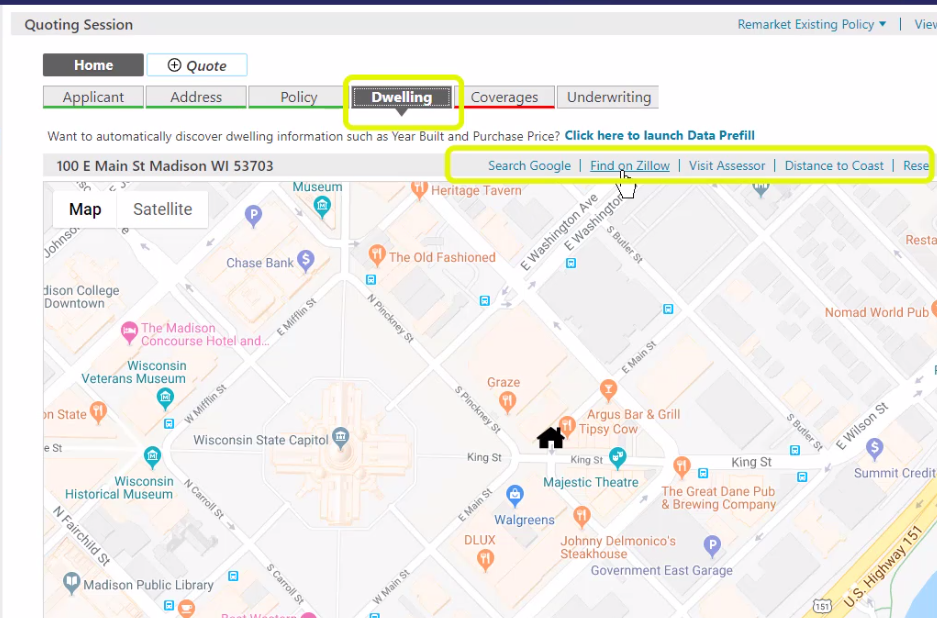 Quoting Session
Remarket Existing Policy
Home
Quote
Applicant
Address
Policy
Dwelling
Coverages
Underwriting
Want to automatically discover dwelling information such as Year Built and Purchase Price? Click here to launch Data Prefill
100 E Main St Madison WI 53703
Search Google | Find on Zillow | Visit Assessor | Distance to Coast | Rese
Map
Satellite
Museum
Heritage Tavern
E Washington Ave
E Washington
S Butler St
Johnso
Chase Bank
The Old Fashioned
Resta
dison College
Downtown
E Mifflin St
N Pinckney St
Nomad World Pub
The Madison
Concourse Hotel and...
E Main St
Wisconsin
Veterans Museum
W Mifflin St
Graze
S Pinckney St
on State
Argus Bar & Grill
Tipsy Cow
S Butler St
E Wilson St
Wisconsin State Capitol
e St
King St
King St
King St
Majestic Theatre
Summit Credit
Wisconsin
Historical Museum
N Carroll St
E Main St
Walgreens
The Great Dane Pub
& Brewing Company
N Fairchild St
DLUX
Johnny Delmonico's
Steakhouse
Government East Garage
U.S. Highway 151
Madison Public Library
S Carroll St
W Main St
151